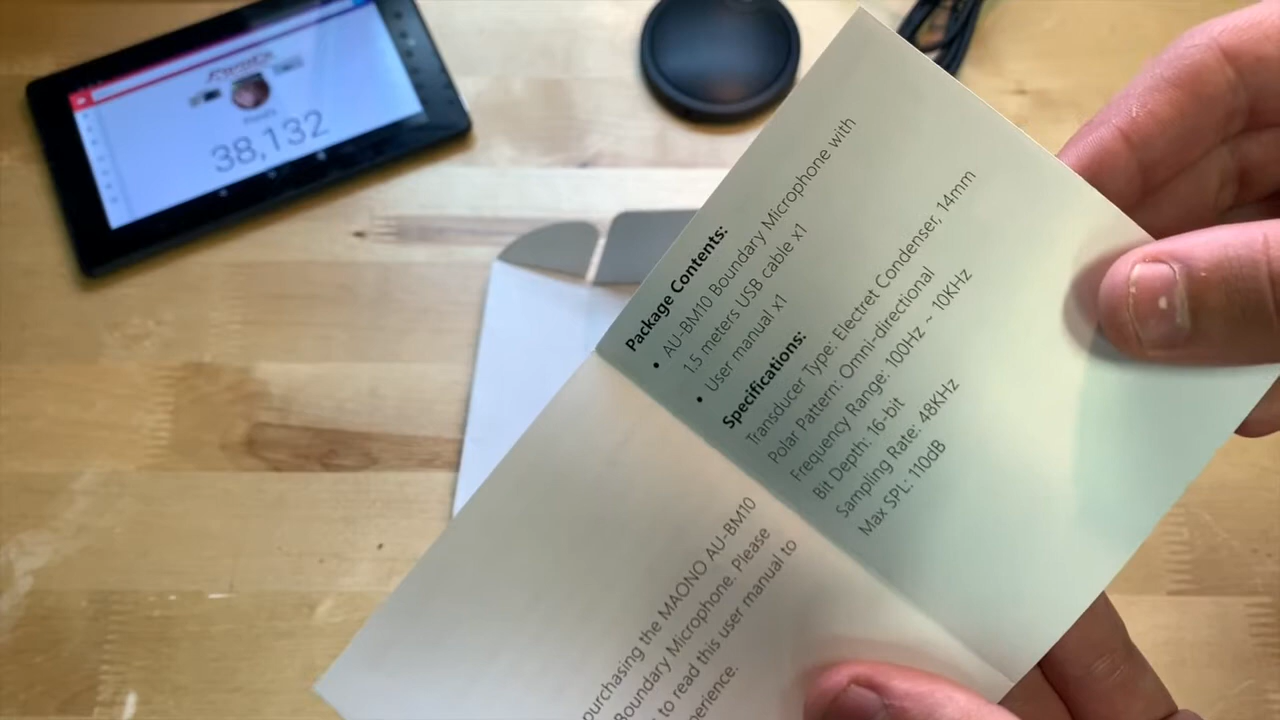 38,132
Package Contents:
• AU-BM10 Boundary Microphone with
1.5 meters USB cable x1
• User manual x1
Specifications:
Transducer Type: Electret Condenser, 14mm
Polar Pattern: Omni-directional
Frequency Range: 100Hz ~ 10KHz
Bit Depth: 16-bit
Sampling Rate: 48KHz
Max SPL: 110dB
purchasing the MAONO AU-BM10
Boundary Microphone. Please
to read this user manual to
perience.